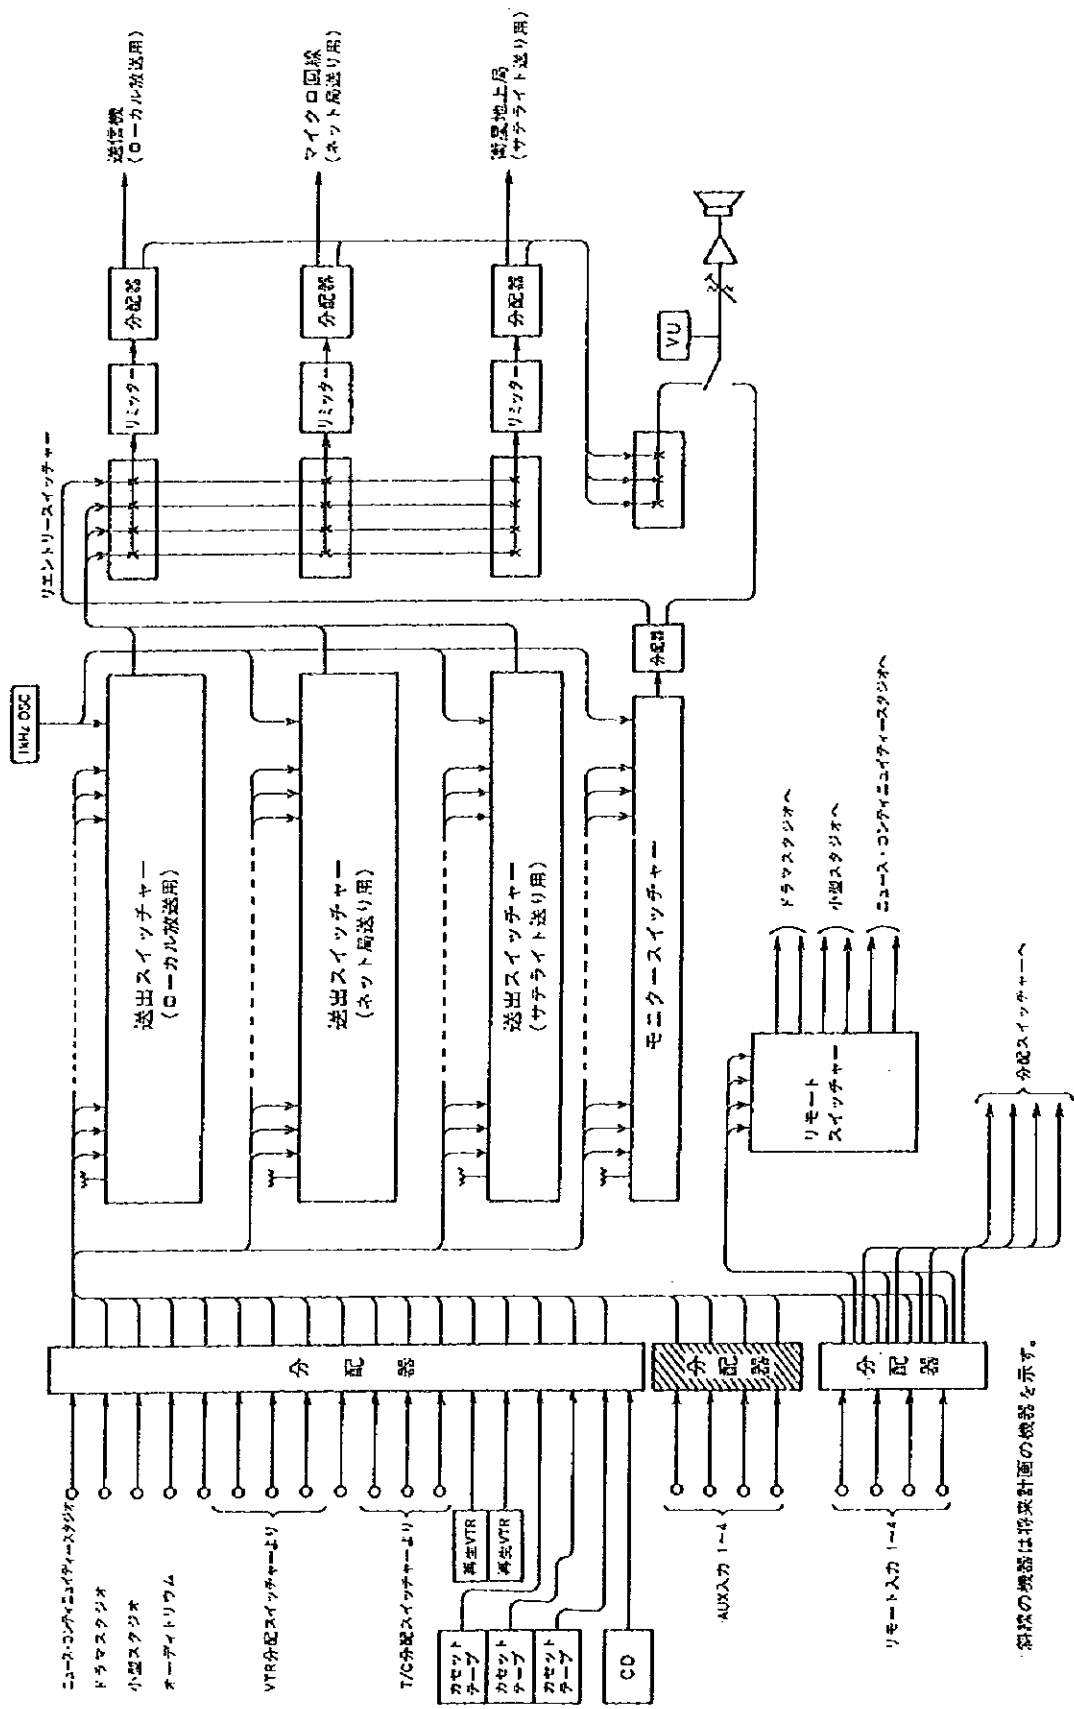 ニュース・コンティニュイティースタジオ
ドラマスタジオ
小型スタジオ
オーディトリウム
VTR分配スイッチャーより
T/C分配スイッチャーより
再生VTR
再生VTR
カセット
テープ
カセット
テープ
カセット
テープ
CD
AUX入力 1〜4
リモート入力 1〜4
分配器
分配器
分配器
1kHz OSC
送出スイッチャー
(ローカル放送用)
送出スイッチャー
(ネット局送り用)
送出スイッチャー
(サテライト送り用)
モニタースイッチャー
分配器
リモート
スイッチャー
ドラマスタジオへ
小型スタジオへ
ニュース・コンティニュイティースタジオへ
分配スイッチャーへ
リエントリースイッチャー
リミッター
リミッター
リミッター
分配器
分配器
分配器
VU
送信機
(ローカル放送用)
マイクロ回線
(ネット局送り用)
衛星地上局
(サテライト送り用)
斜線の機器は将来計画の機器を示す。